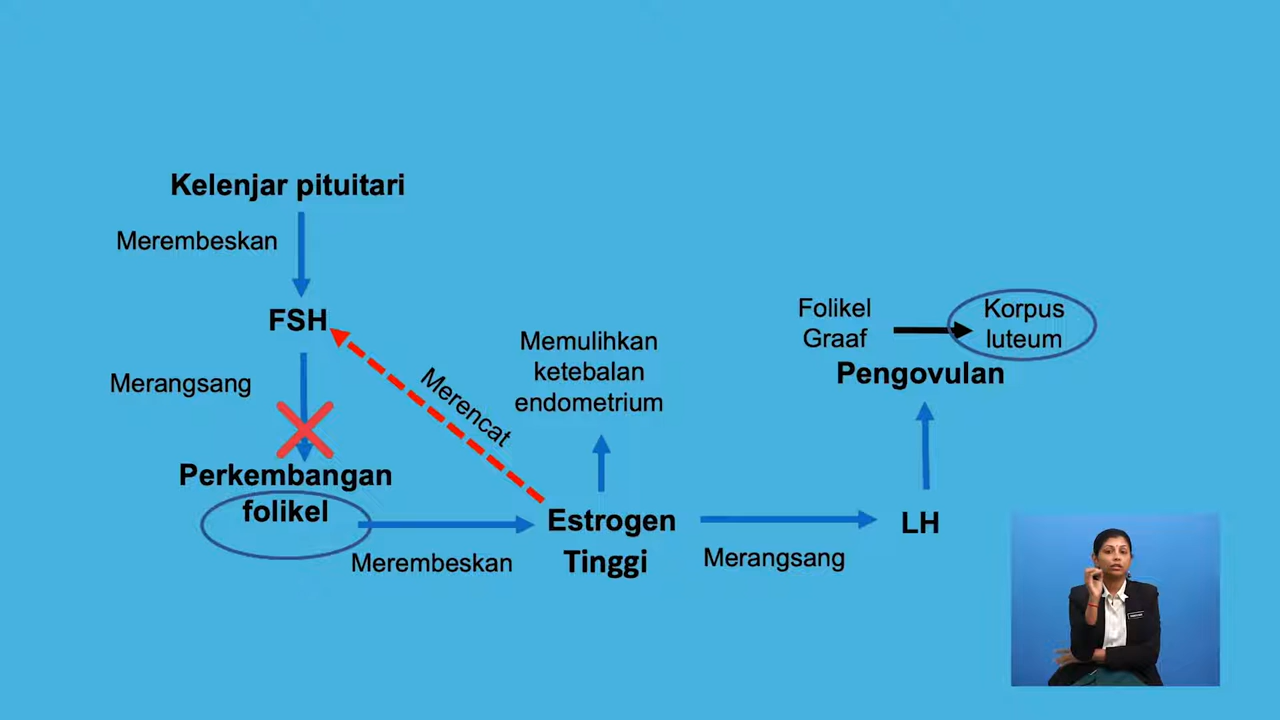 Kelenjar pituitari
Merembeskan
FSH
Merangsang
Perkembangan
folikel
Merembeskan
Merencat
Memulihkan
ketebalan
endometrium
Estrogen
Tinggi
Merangsang
LH
Folikel
Graaf
Korpus
luteum
Pengovulan